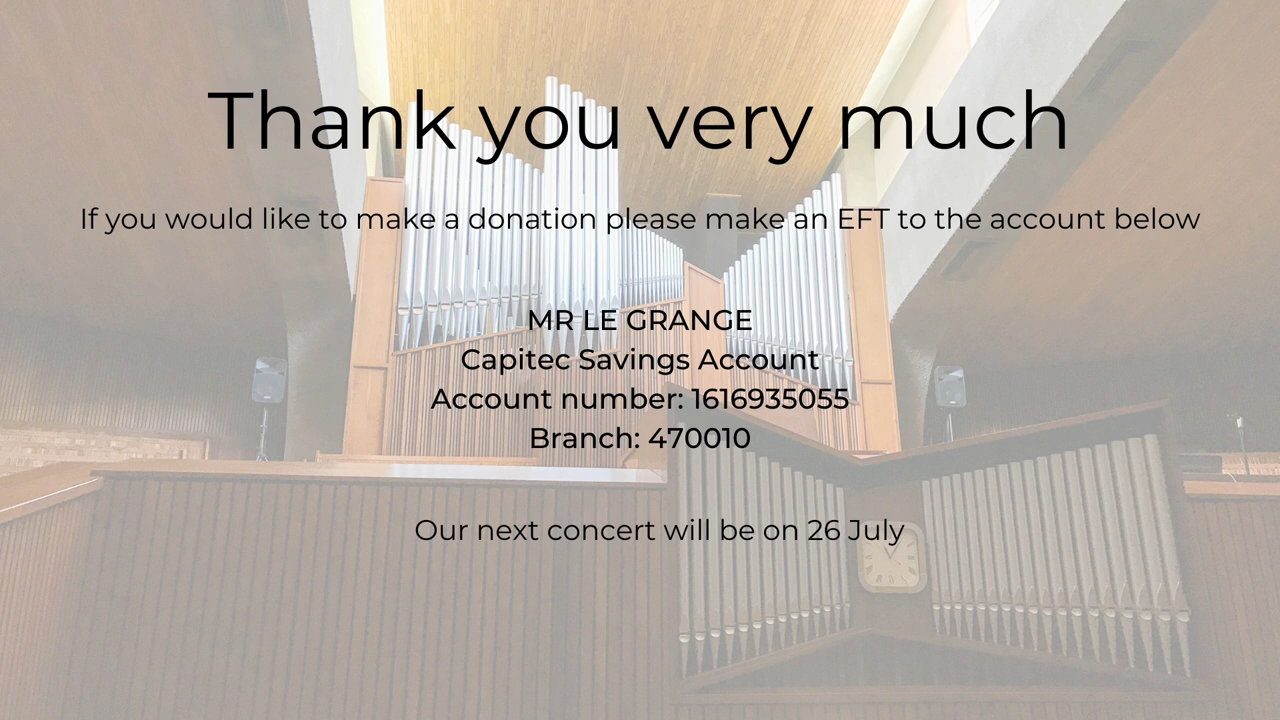 Thank you very much
If you would like to make a donation please make an EFT to the account below
MR LE GRANGE
Capitec Savings Account
Account number: 1616935055
Branch: 470010
Our next concert will be on 26 July